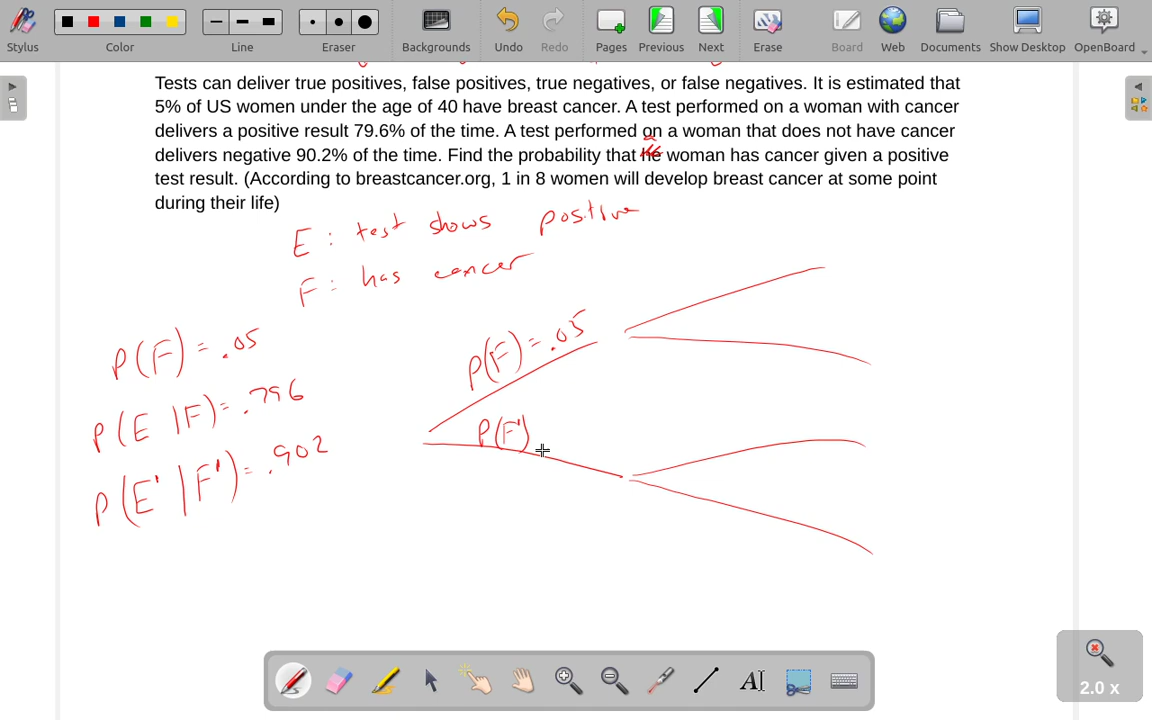 Stylus
Color
Line
Eraser
Backgrounds
Undo
Redo
Pages
Previous
Next
Erase
Board
Web
Documents
Show Desktop
OpenBoard
Tests can deliver true positives, false positives, true negatives, or false negatives. It is estimated that
5% of US women under the age of 40 have breast cancer. A test performed on a woman with cancer
delivers a positive result 79.6% of the time. A test performed on a woman that does not have cancer
delivers negative 90.2% of the time. Find the probability that a woman has cancer given a positive
test result. (According to breastcancer.org, 1 in 8 women will develop breast cancer at some point
during their life)
E : test shows positive
F : has cancer
P(F) = .05
P(E | F) = .796
P(E' | F') = .902
P(F) = .05
P(F')
2.0 x